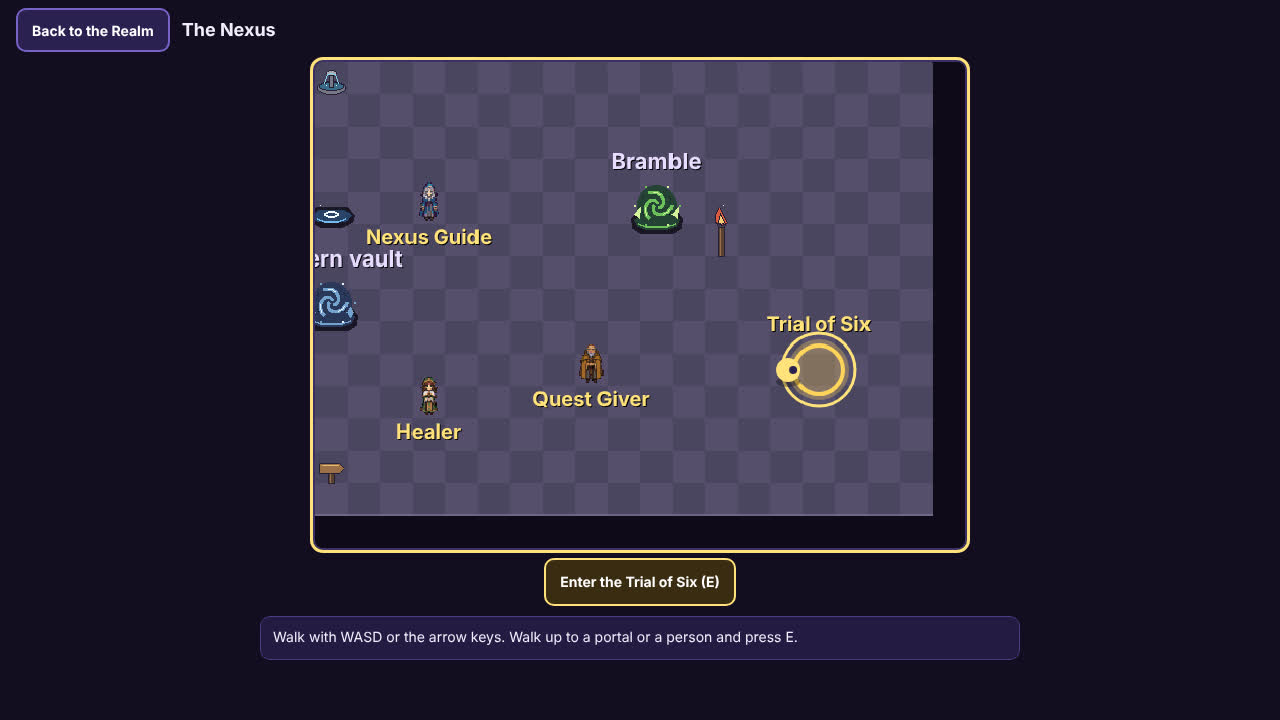 Back to the Realm
The Nexus
Bramble
Nexus Guide
ern vault
Trial of Six
Quest Giver
Healer
Enter the Trial of Six (E)
Walk with WASD or the arrow keys. Walk up to a portal or a person and press E.